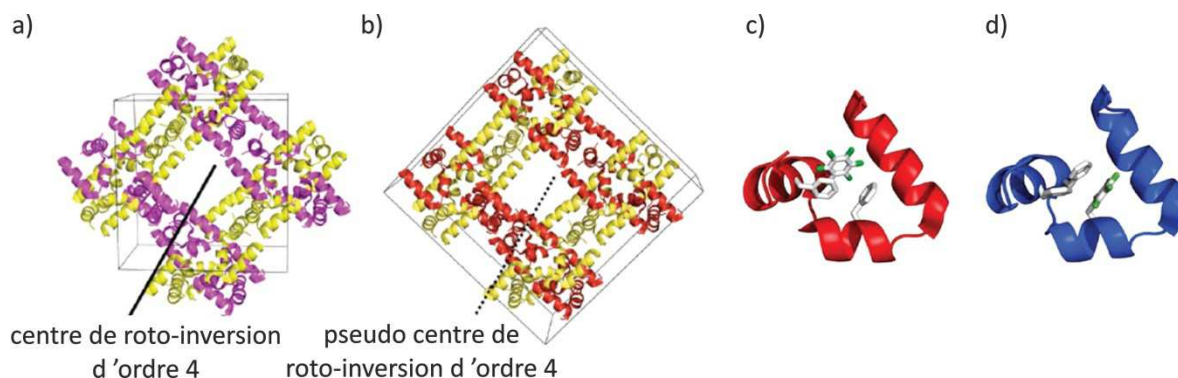 a)
b)
c)
d)
centre de roto-inversion
d ’ordre 4
pseudo centre de
roto-inversion d ’ordre 4